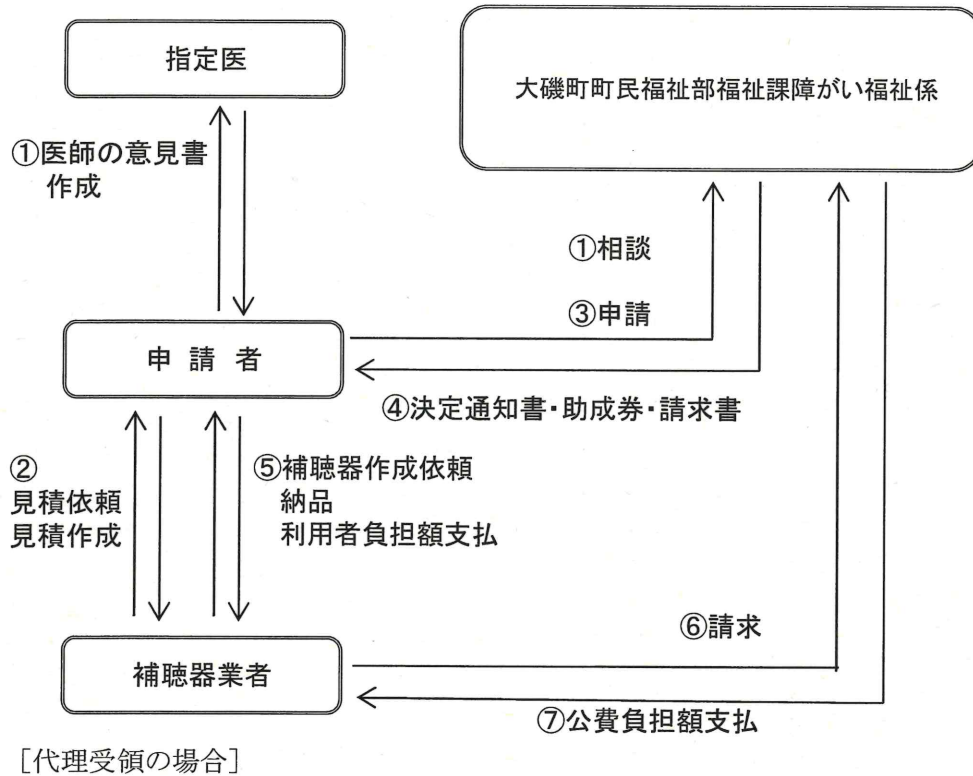 指定医
大磯町町民福祉部福祉課障がい福祉係
①医師の意見書
作成
①相談
③申請
申 請 者
④決定通知書・助成券・請求書
②
見積依頼
見積作成
⑤補聴器作成依頼
納品
利用者負担額支払
⑥請求
補聴器業者
⑦公費負担額支払
［代理受領の場合］